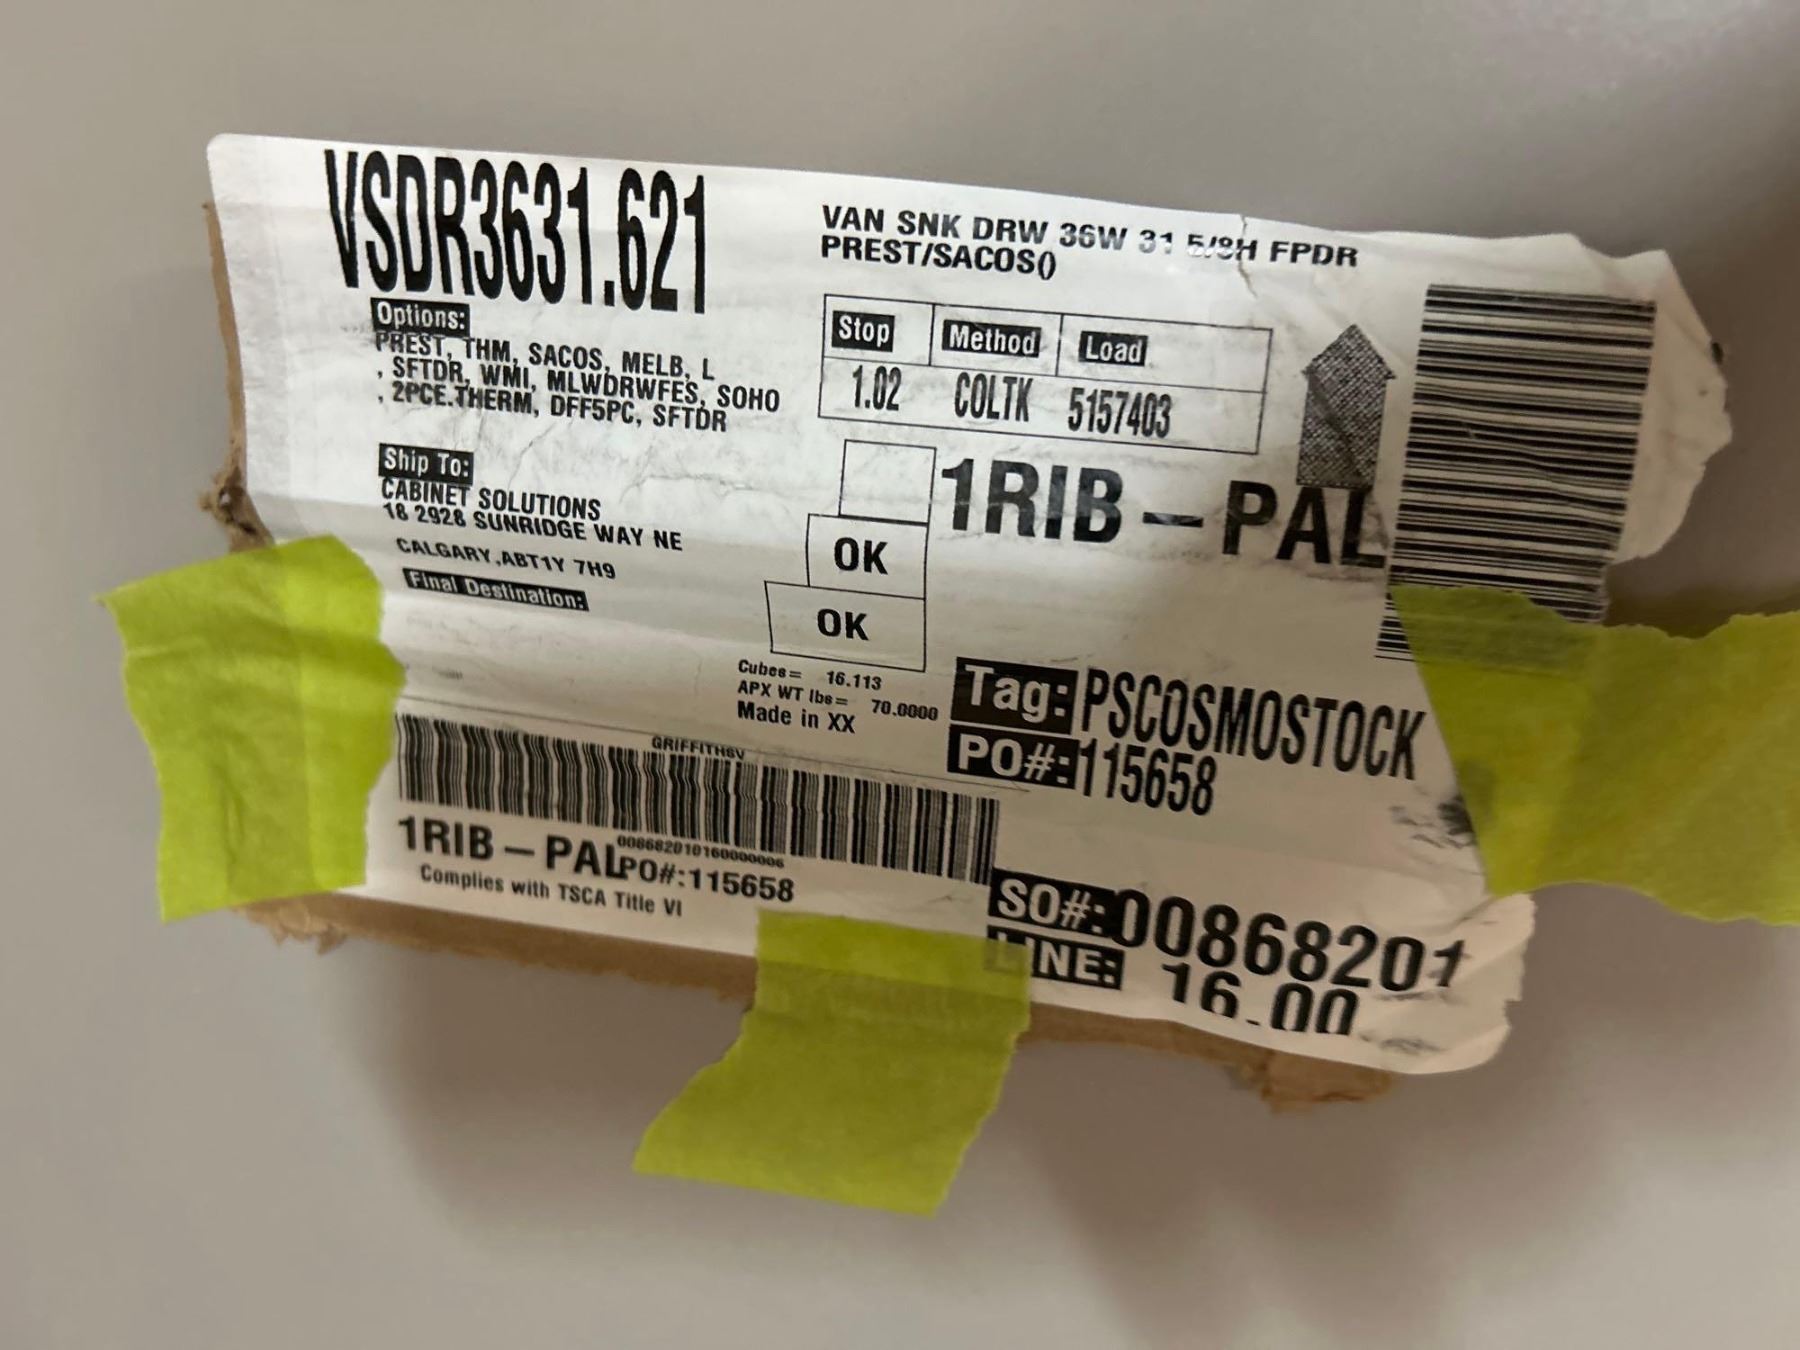 VSDR3631.621
VAN SNK DRW 36W 31 5/8H FPDR
PREST/SACOS()
Options:
PREST, THM, SACOS, MELB, L
, SFTDR, WMI, MLWDRWFES, SOHO
, 2PCE.THERM, DFF5PC, SFTDR
Stop Method Load
1.02 COLTK 5157403
Ship To:
CABINET SOLUTIONS
18 2928 SUNRIDGE WAY NE
CALGARY ,ABT1Y 7H9
Final Destination:
1RIB-PAL
OK
OK
Cubes= 16.113
APX WT lbs= 70.0000
Made in XX
Tag: PSCOSMOSTOCK
PO#: 115658
GRIFFITHSV
008682010160000006
1RIB-PAL PO#:115658
Complies with TSCA Title VI
SO#: 00868201
LINE: 16.00